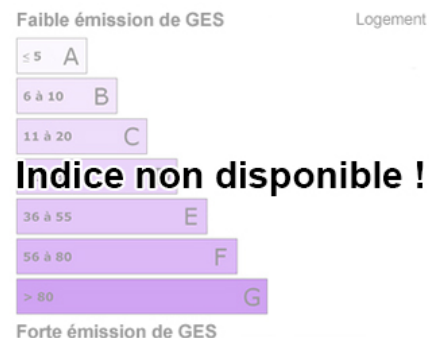 Faible émission de GES
Logement
≤ 5 A
6 à 10 B
11 à 20 C
Indice non disponible !
36 à 55 E
56 à 80 F
> 80 G
Forte émission de GES